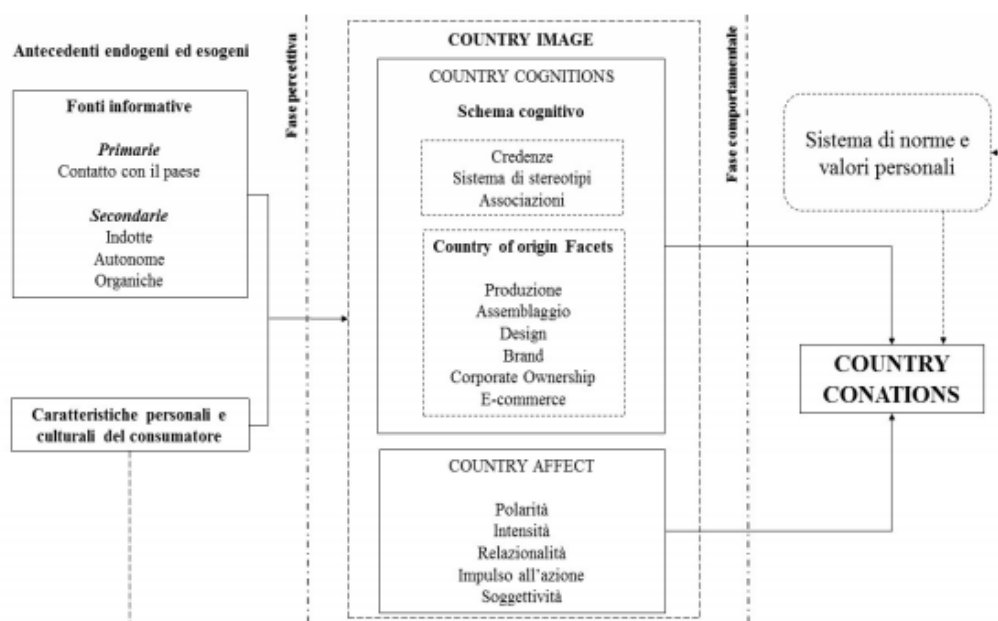 Antecedenti endogeni ed esogeni
Fonti informative
Primarie
Contatto con il paese
Secondarie
Indotte
Autonome
Organiche
Caratteristiche personali e
culturali del consumatore
Fase percettiva
COUNTRY IMAGE
COUNTRY COGNITIONS
Schema cognitivo
Credenze
Sistema di stereotipi
Associazioni
Country of origin Facets
Produzione
Assemblaggio
Design
Brand
Corporate Ownership
E-commerce
COUNTRY AFFECT
Polarità
Intensità
Relazionalità
Impulso all'azione
Soggettività
Fase comportamentale
Sistema di norme e
valori personali
COUNTRY
CONATIONS